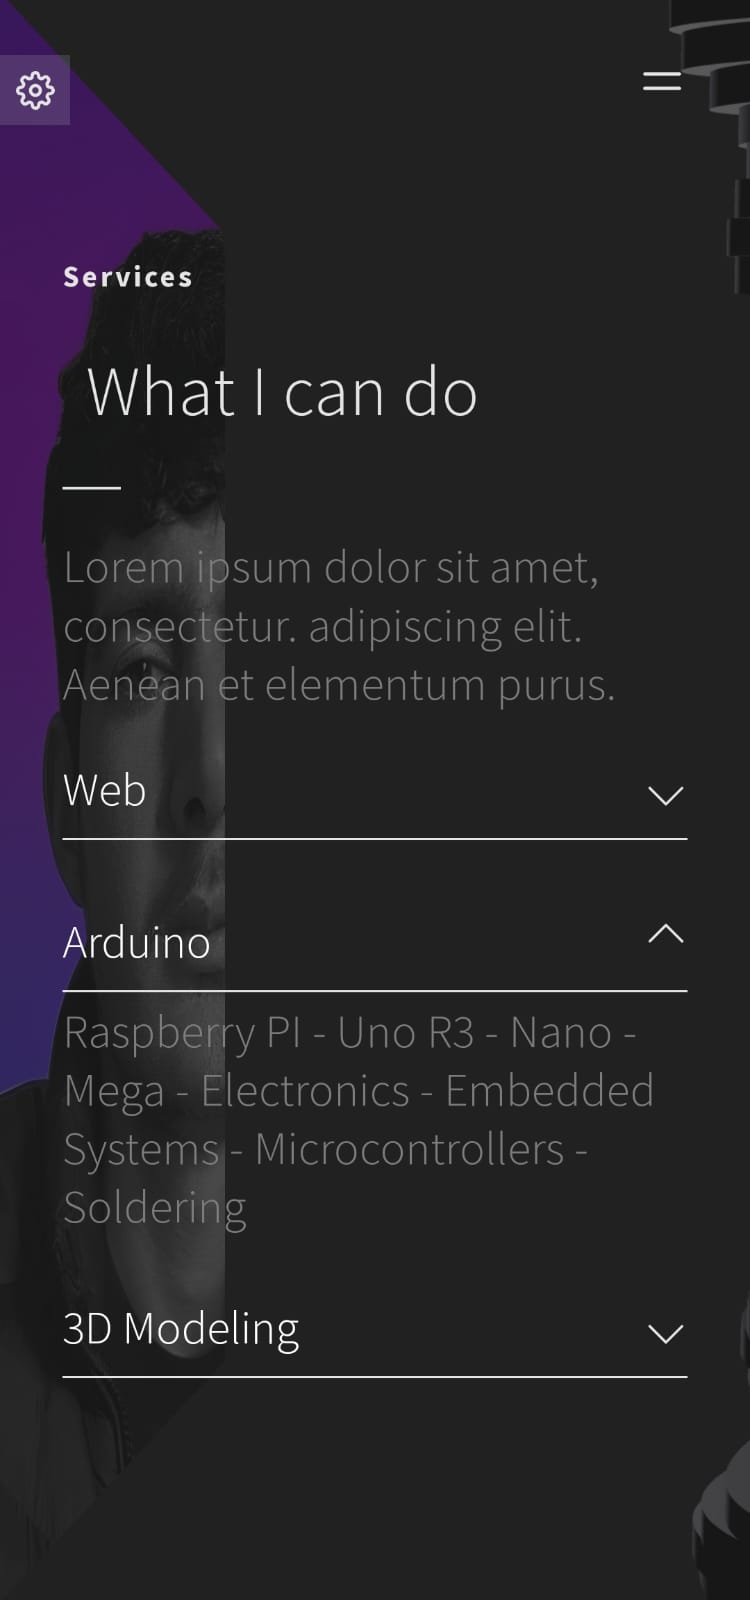 Services
What I can do
Lorem ipsum dolor sit amet,
consectetur. adipiscing elit.
Aenean et elementum purus.
Web
Arduino
Raspberry PI - Uno R3 - Nano -
Mega - Electronics - Embedded
Systems - Microcontrollers -
Soldering
3D Modeling